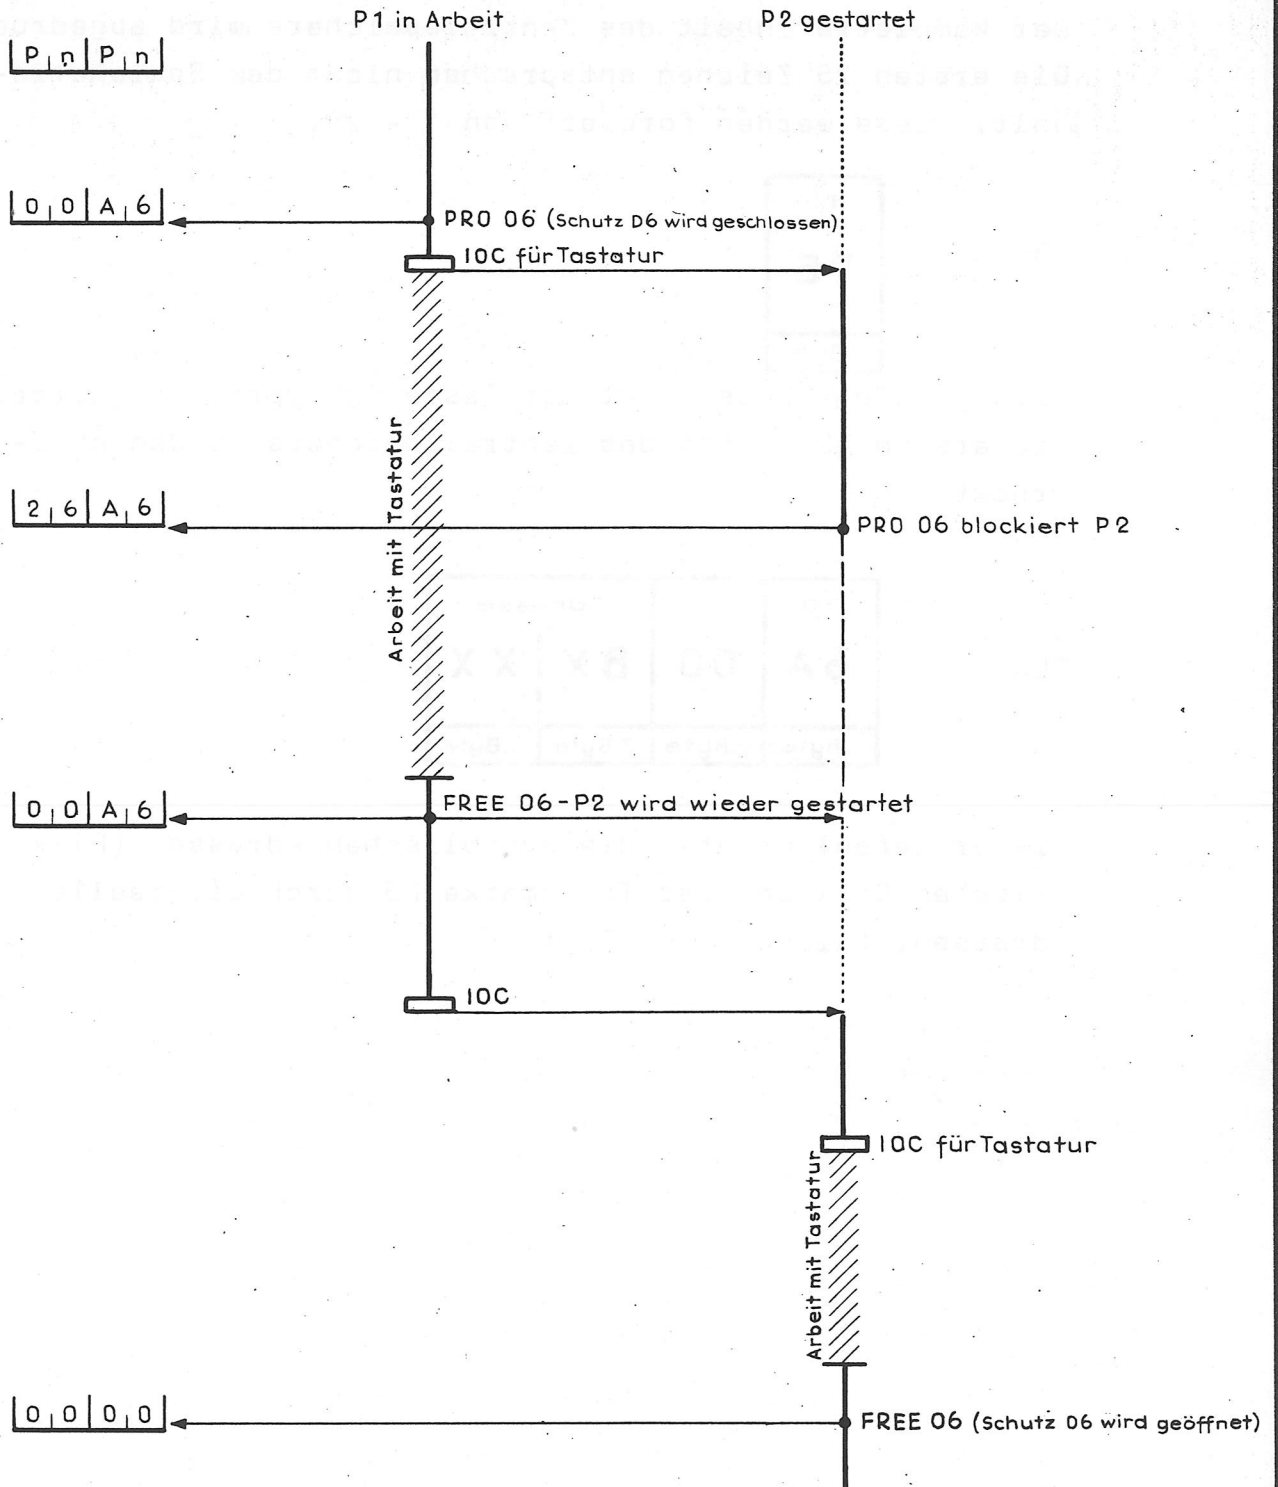 P1 in Arbeit
P2 gestartet
P n P n
0 0 A 6
PRO 06 (Schutz D6 wird geschlossen)
IOC für Tastatur
Arbeit mit Tastatur
2 6 A 6
PRO 06 blockiert P2
0 0 A 6
FREE 06-P2 wird wieder gestartet
IOC
IOC für Tastatur
Arbeit mit Tastatur
0 0 0 0
FREE 06 (Schutz 06 wird geöffnet)